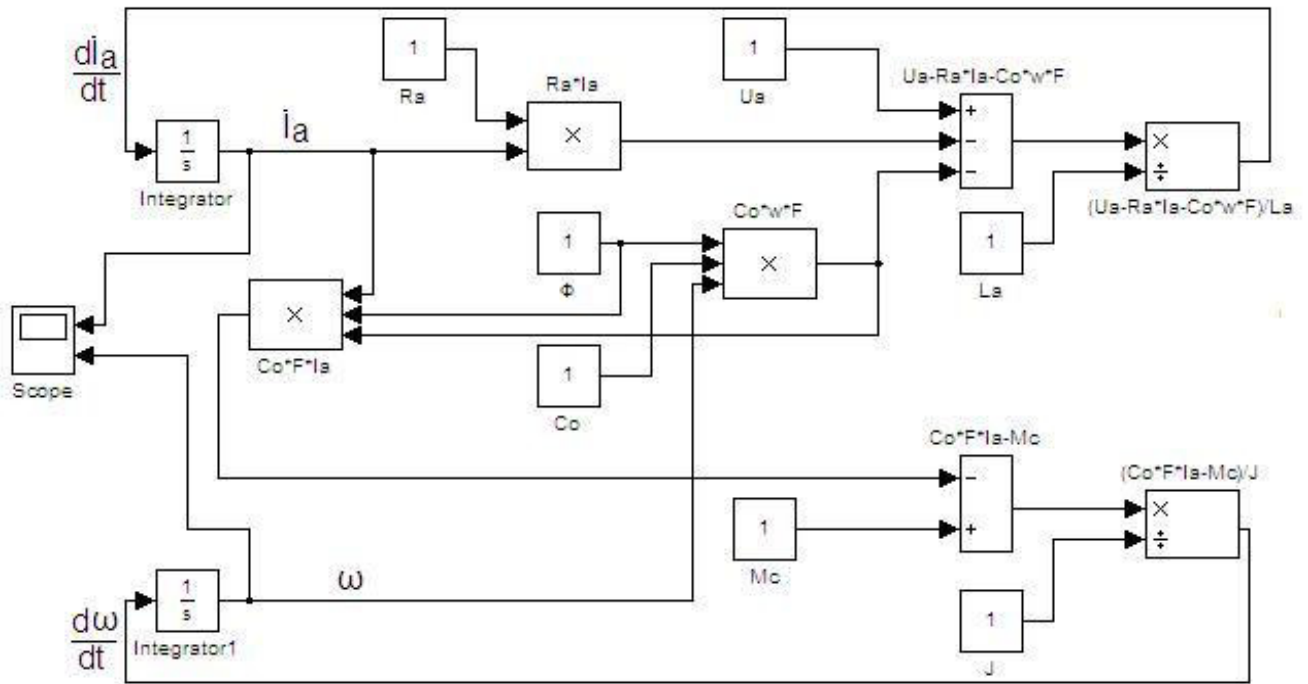 di_a
dt
1
Ra
Ra*Ia
×
1
Ua
Ua-Ra*Ia-Co*w*F
+
-
-
×
÷
(Ua-Ra*Ia-Co*w*F)/La
1
s
Integrator
i_a
1
Ф
Co*w*F
×
1
La
×
Co*F*Ia
Scope
1
Co
Co*F*Ia-Mc
-
+
(Co*F*Ia-Mc)/J
×
÷
1
Mc
1
J
dω
dt
1
s
Integrator1
ω